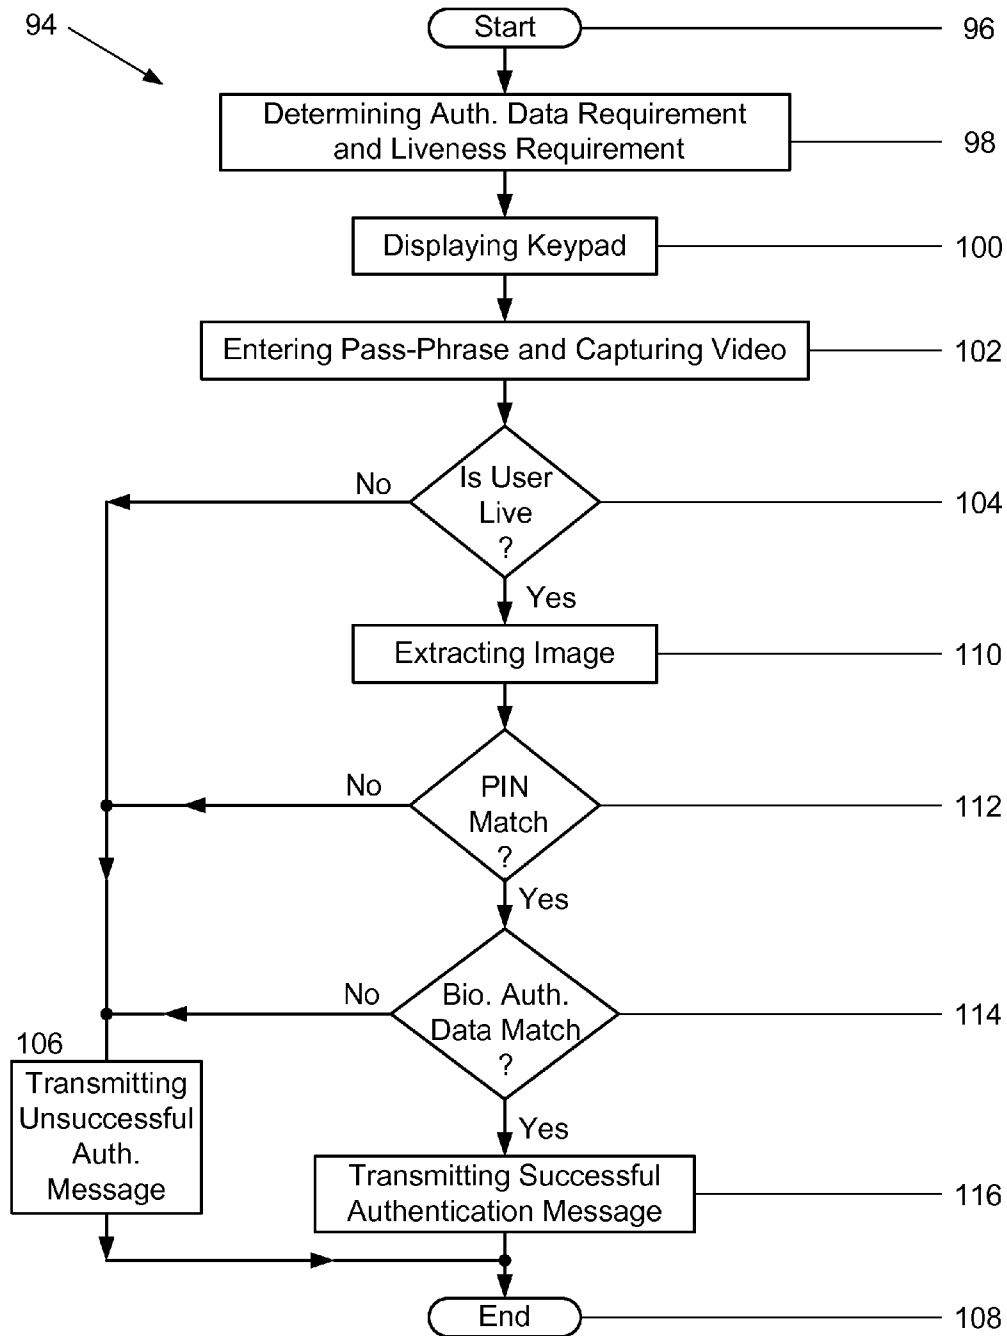 94
Start
96
Determining Auth. Data Requirement
and Liveness Requirement
98
Displaying Keypad
100
Entering Pass-Phrase and Capturing Video
102
Is User
Live
?
104
No
Yes
Extracting Image
110
PIN
Match
?
112
No
Yes
Bio. Auth.
Data Match
?
114
No
Yes
106
Transmitting
Unsuccessful
Auth.
Message
Transmitting Successful
Authentication Message
116
End
108